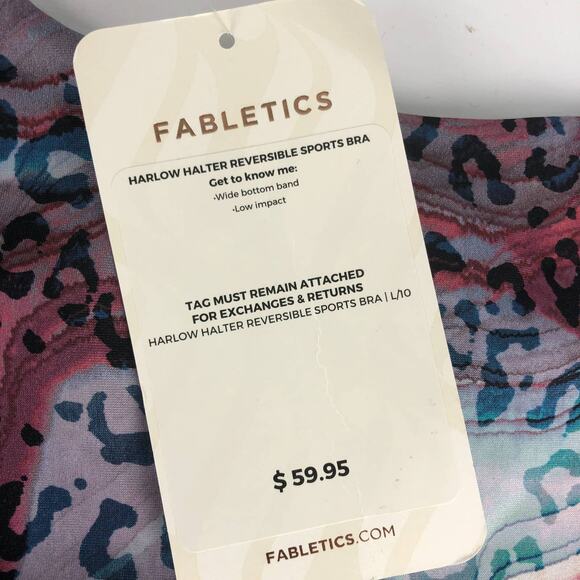 FABLETICS
HARLOW HALTER REVERSIBLE SPORTS BRA
Get to know me:
•Wide bottom band
•Low impact
TAG MUST REMAIN ATTACHED
FOR EXCHANGES & RETURNS
HARLOW HALTER REVERSIBLE SPORTS BRA | L/10
$ 59.95
FABLETICS.COM